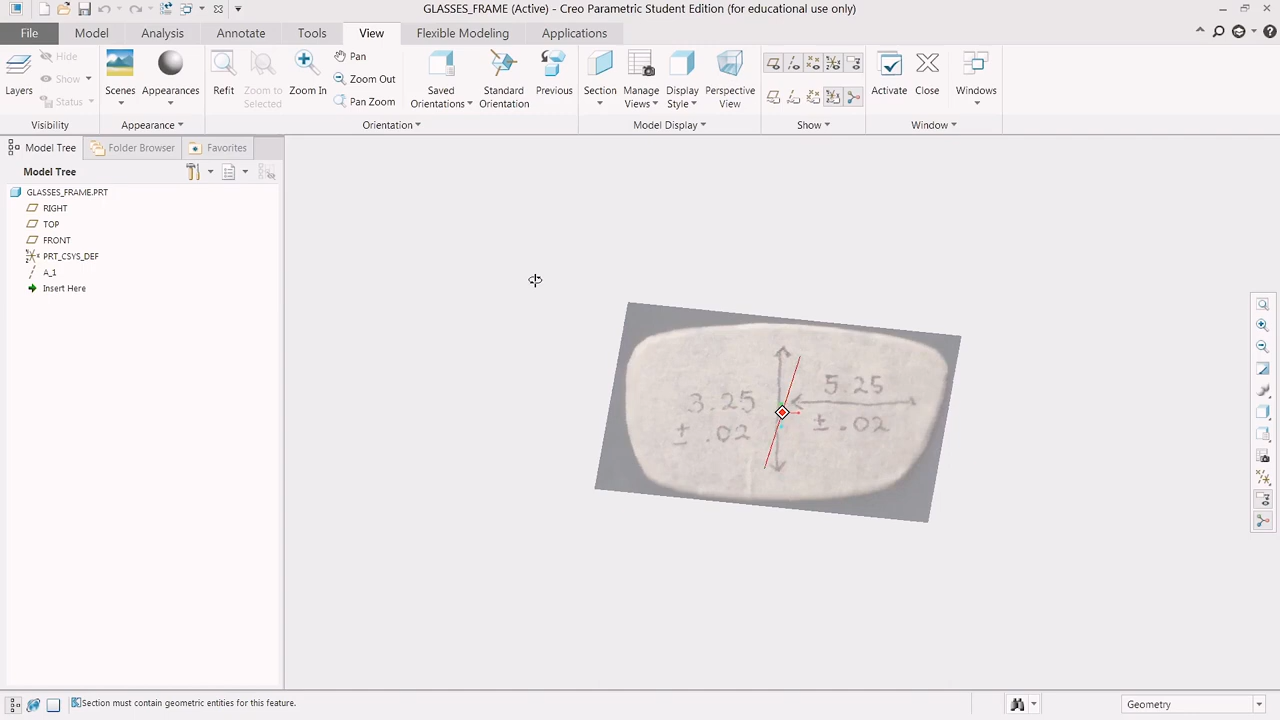 GLASSES_FRAME (Active) - Creo Parametric Student Edition (for educational use only)
File Model Analysis Annotate Tools View Flexible Modeling Applications
Hide
Show
Status
Layers
Visibility
Scenes
Appearances
Appearance
Refit
Zoom to Selected
Zoom In
Pan
Zoom Out
Pan Zoom
Saved Orientations
Standard Orientation
Previous
Orientation
Section
Manage Views
Display Style
Perspective View
Model Display
Show
Activate
Close
Windows
Window
Model Tree Folder Browser Favorites
Model Tree
GLASSES_FRAME.PRT
RIGHT
TOP
FRONT
PRT_CSYS_DEF
A_1
Insert Here
3.25
± .02
5.25
± .02
Section must contain geometric entities for this feature.
Geometry